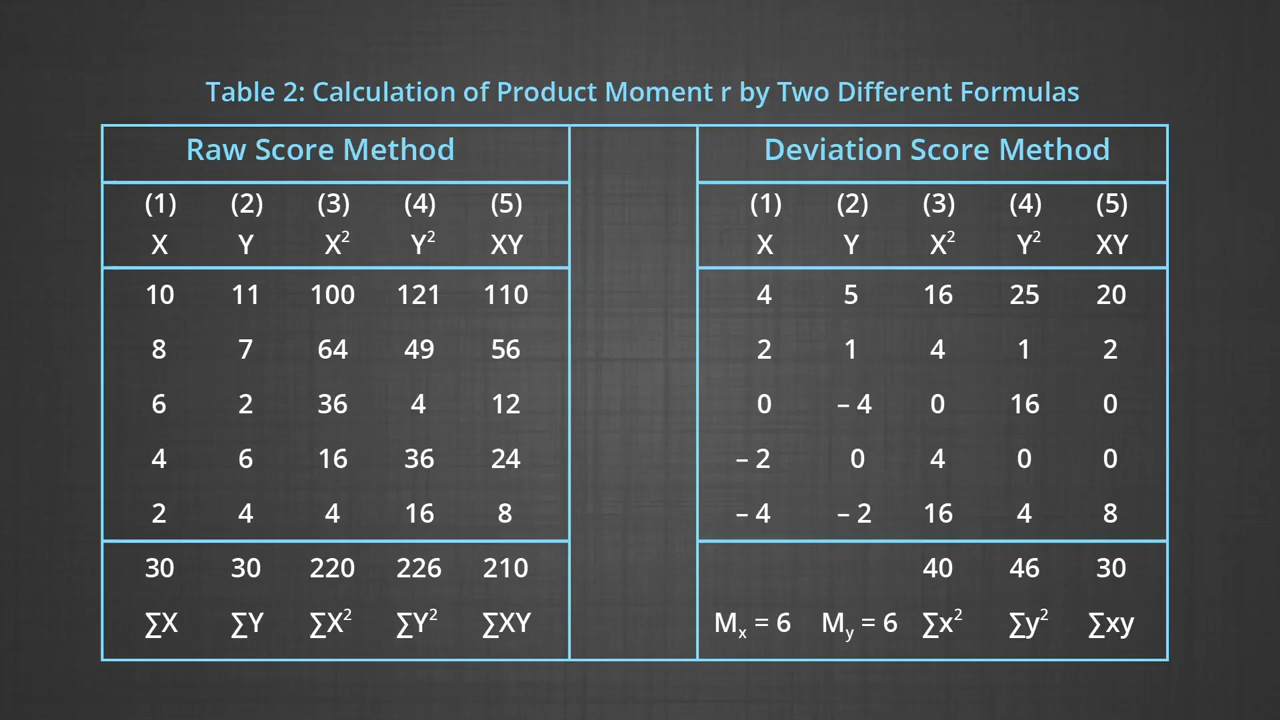 Table 2: Calculation of Product Moment r by Two Different Formulas
Raw Score Method
(1) (2) (3) (4) (5)
X Y X² Y² XY
10 11 100 121 110
8 7 64 49 56
6 2 36 4 12
4 6 16 36 24
2 4 4 16 8
30 30 220 226 210
∑X ∑Y ∑X² ∑Y² ∑XY
Deviation Score Method
(1) (2) (3) (4) (5)
X Y X² Y² XY
4 5 16 25 20
2 1 4 1 2
0 – 4 0 16 0
– 2 0 4 0 0
– 4 – 2 16 4 8
40 46 30
Mₓ = 6 Mᵧ = 6 ∑x² ∑y² ∑xy